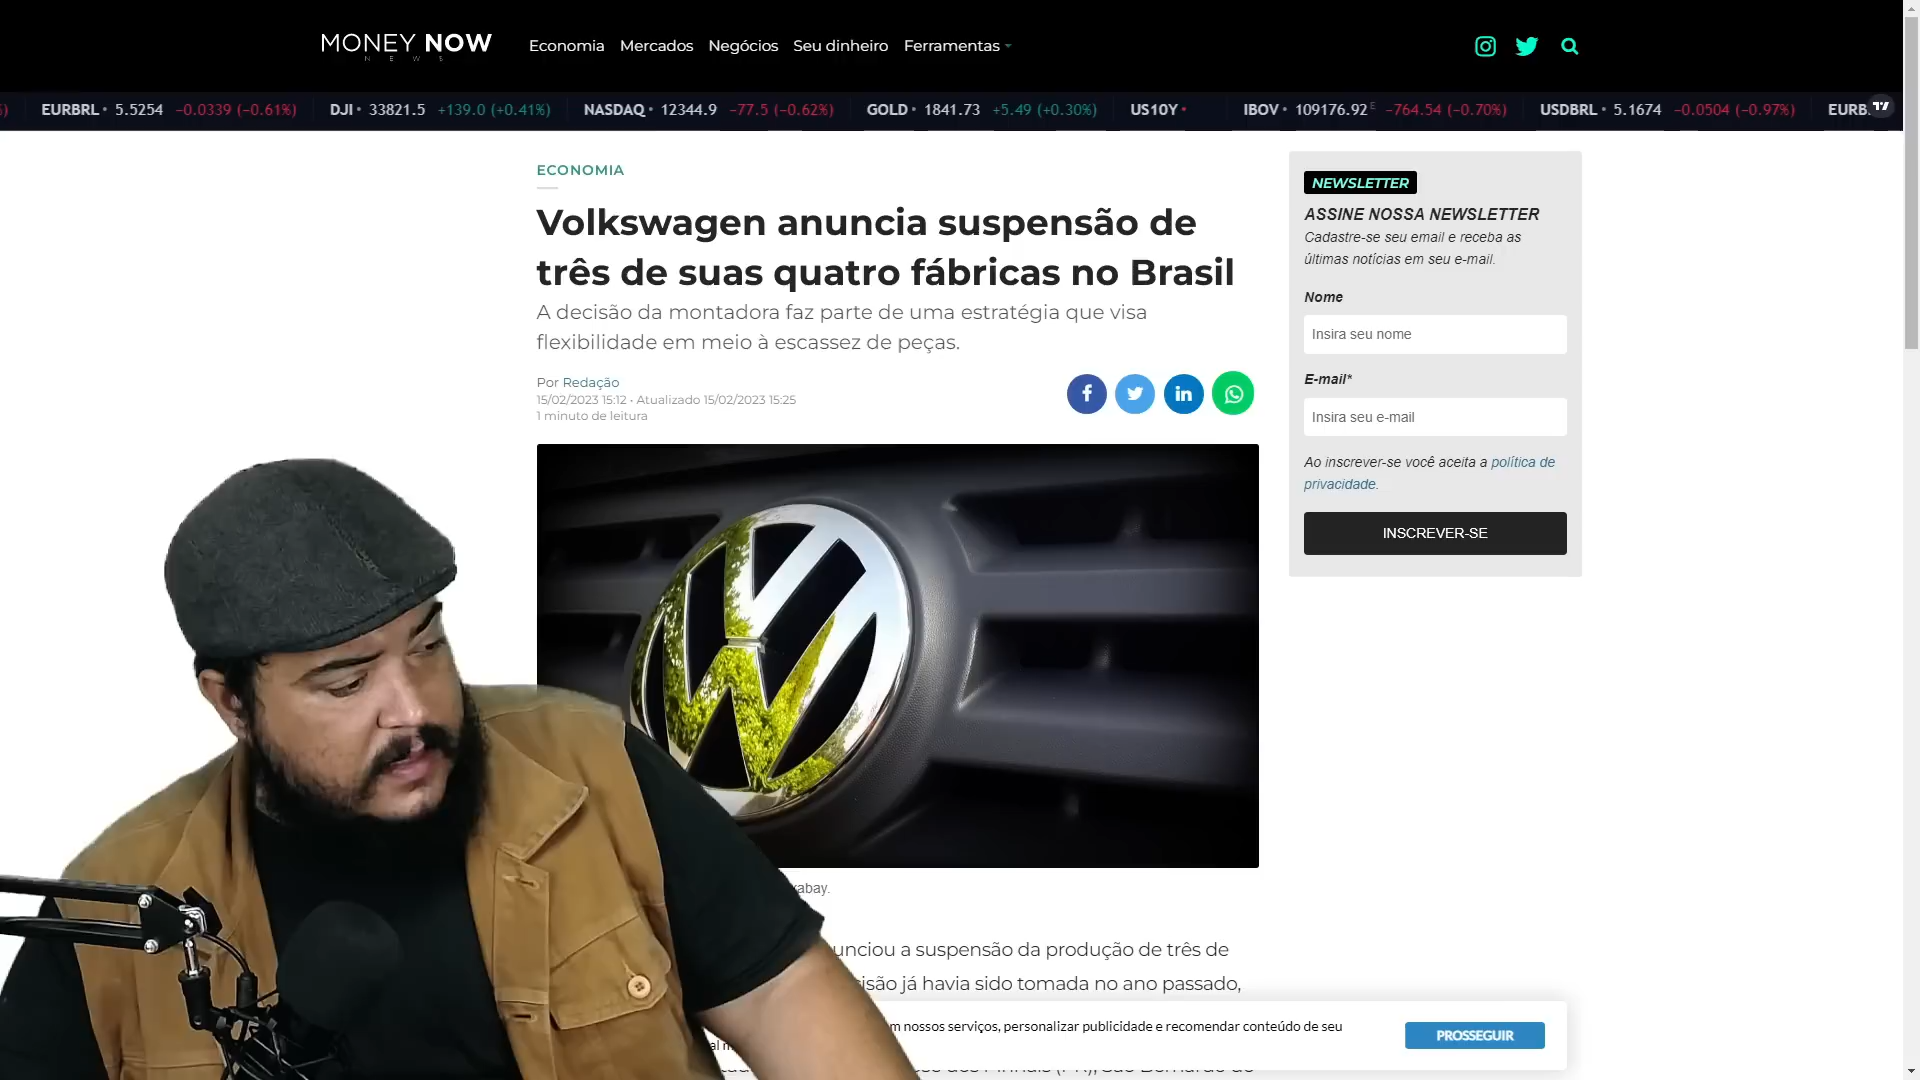 MONEY NOW
NEWS
Economia Mercados Negócios Seu dinheiro Ferramentas
EURBRL • 5.5254 −0.0339 (−0.61%) DJI • 33821.5 +139.0 (+0.41%) NASDAQ • 12344.9 −77.5 (−0.62%) GOLD • 1841.73 +5.49 (+0.30%) US10Y • IBOV • 109176.92 E −764.54 (−0.70%) USDBRL • 5.1674 −0.0504 (−0.97%) EURB
ECONOMIA
Volkswagen anuncia suspensão de
três de suas quatro fábricas no Brasil
A decisão da montadora faz parte de uma estratégia que visa
flexibilidade em meio à escassez de peças.
Por Redação
15/02/2023 15:12 • Atualizado 15/02/2023 15:25
1 minuto de leitura
NEWSLETTER
ASSINE NOSSA NEWSLETTER
Cadastre-se seu email e receba as
últimas notícias em seu e-mail.
Nome
Insira seu nome
E-mail*
Insira seu e-mail
Ao inscrever-se você aceita a política de
privacidade.
INSCREVER-SE
abay.
unciou a suspensão da produção de três de
isão já havia sido tomada no ano passado,
m nossos serviços, personalizar publicidade e recomendar conteúdo de seu
PROSSEGUIR